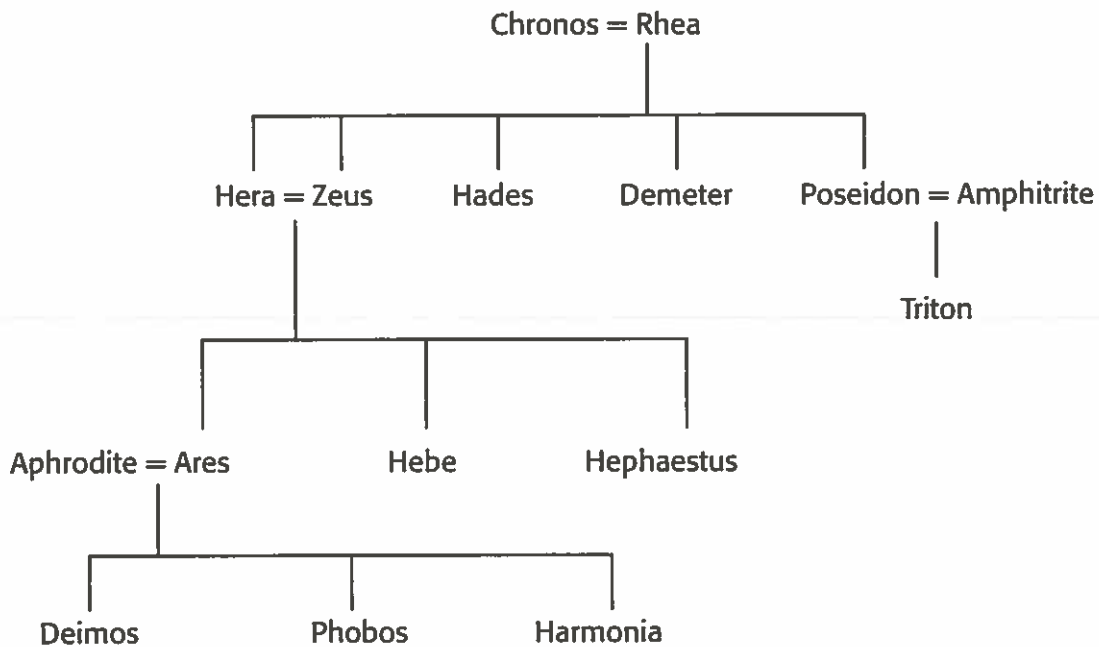 Chronos = Rhea
Hera = Zeus Hades Demeter Poseidon = Amphitrite
Triton
Aphrodite = Ares Hebe Hephaestus
Deimos Phobos Harmonia